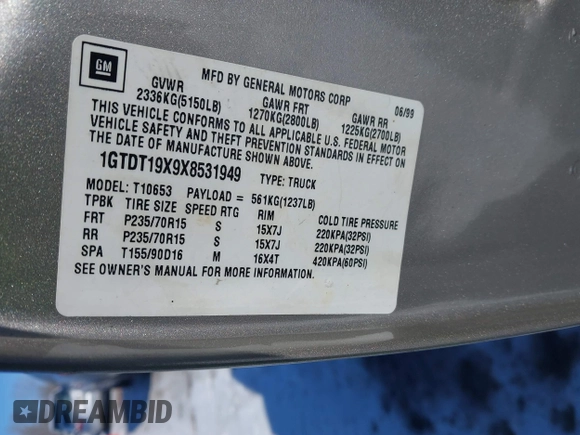 GM
MFD BY GENERAL MOTORS CORP
06/99
GVWR GAWR FRT GAWR RR
2336KG(5150LB) 1270KG(2800LB) 1225KG(2700LB)
THIS VEHICLE CONFORMS TO ALL APPLICABLE U.S. FEDERAL MOTOR
VEHICLE SAFETY AND THEFT PREVENTION STANDARDS IN EFFECT ON
THE DATE OF MANUFACTURE SHOWN ABOVE.
1GTDT19X9X8531949 TYPE: TRUCK
MODEL: T10653 PAYLOAD = 561KG(1237LB)
TPBK TIRE SIZE SPEED RTG RIM COLD TIRE PRESSURE
FRT P235/70R15 S 15X7J 220KPA(32PSI)
RR P235/70R15 S 15X7J 220KPA(32PSI)
SPA T155/90D16 M 16X4T 420KPA(60PSI)
SEE OWNER'S MANUAL FOR MORE INFORMATION.
DREAMBID